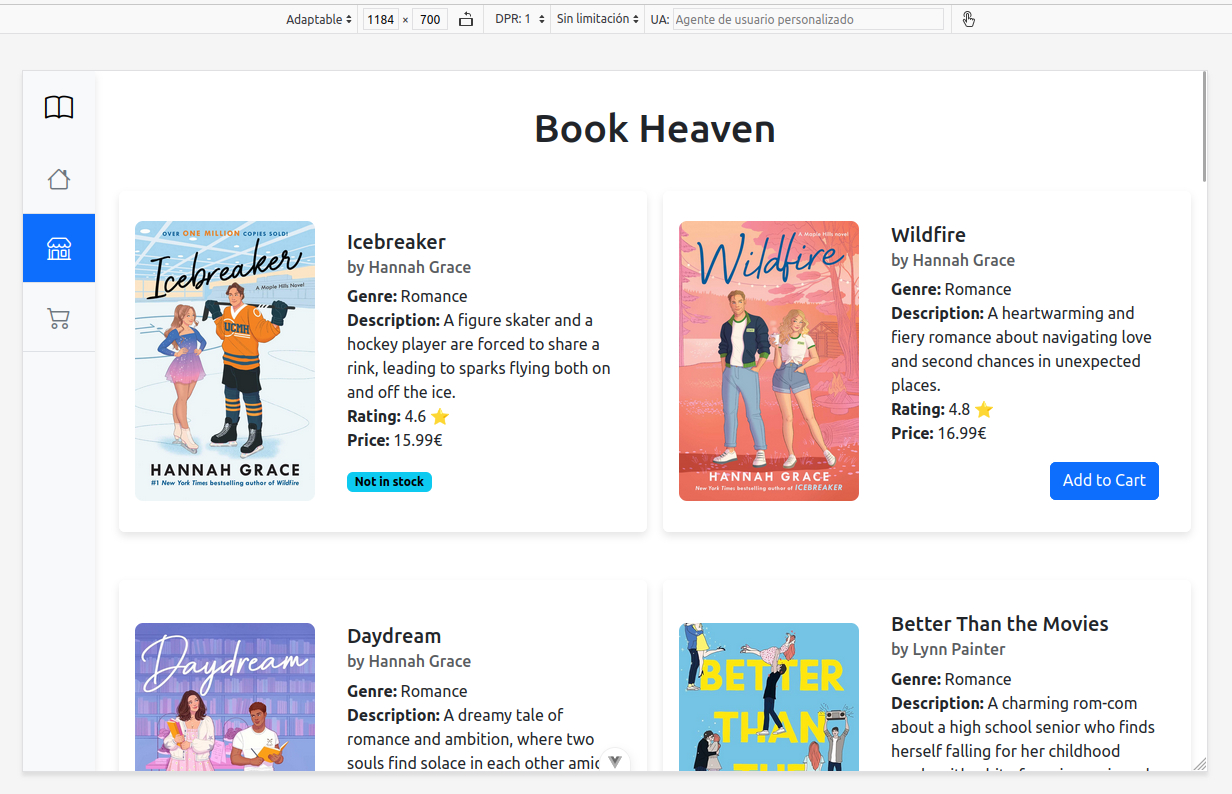 Adaptable 1184 × 700 DPR: 1 Sin limitación UA: Agente de usuario personalizado
Book Heaven
OVER ONE MILLION COPIES SOLD!
Icebreaker
A Maple Hills Novel
UCMH
HANNAH GRACE
#1 New York Times bestselling author of Wildfire
Icebreaker
by Hannah Grace
Genre: Romance
Description: A figure skater and a
hockey player are forced to share a
rink, leading to sparks flying both on
and off the ice.
Rating: 4.6 ⭐
Price: 15.99€
Not in stock
A Maple Hills novel
Wildfire
HANNAH GRACE
New York Times bestselling author of ICEBREAKER
Wildfire
by Hannah Grace
Genre: Romance
Description: A heartwarming and
fiery romance about navigating love
and second chances in unexpected
places.
Rating: 4.8 ⭐
Price: 16.99€
Add to Cart
Daydream
Daydream
by Hannah Grace
Genre: Romance
Description: A dreamy tale of
romance and ambition, where two
souls find solace in each other
BETTER
THAN
THE
Better Than the Movies
by Lynn Painter
Genre: Romance
Description: A charming rom-com
about a high school senior who finds
herself falling for her childhood